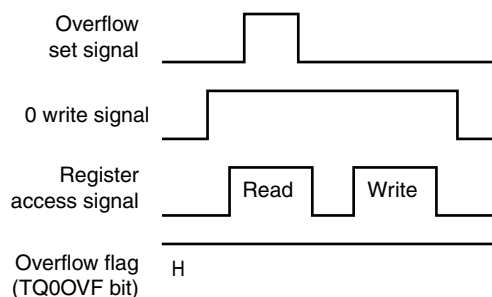 Overflow
set signal
0 write signal
Register
access signal
Read
Write
Overflow flag
(TQ0OVF bit)
H